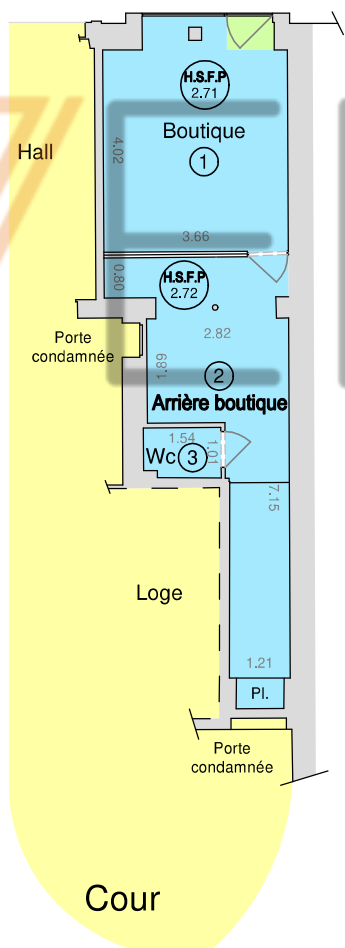 H.S.F.P
2.71
Boutique
1
Hall
4.02
3.66
0.80
H.S.F.P
2.72
2.82
Porte
condamnée
1.89
2
Arrière boutique
1.54
1.01
Wc 3
7.15
Loge
1.21
Pl.
Porte
condamnée
Cour